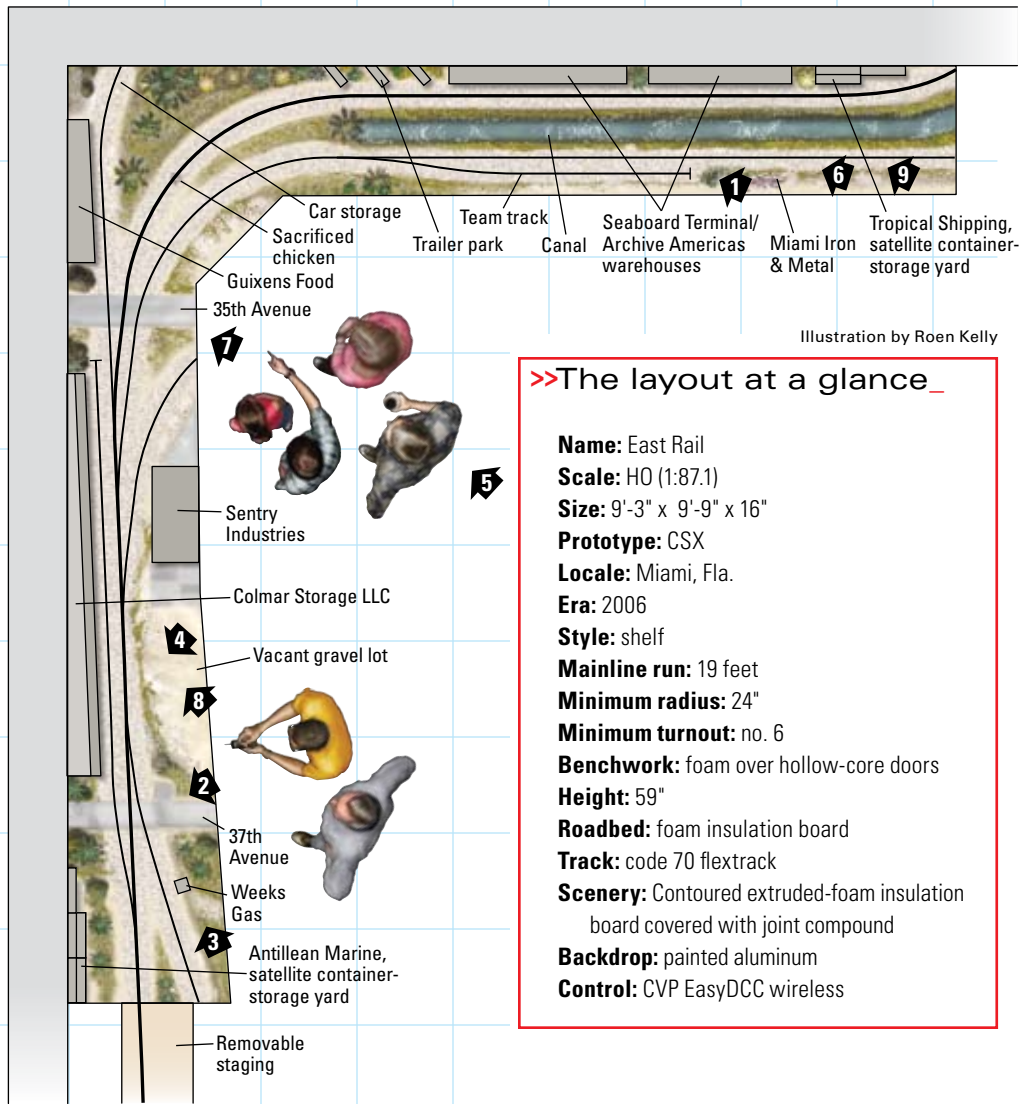 Car storage
Sacrificed
chicken
Guixens Food
35th Avenue
Team track
Trailer park
Canal
Seaboard Terminal/
Archive Americas
warehouses
1
Miami Iron
& Metal
6
9
Tropical Shipping,
satellite container-
storage yard
7
5
Sentry
Industries
Colmar Storage LLC
4
Vacant gravel lot
8
2
37th
Avenue
Weeks
Gas
3
Antillean Marine,
satellite container-
storage yard
Removable
staging
Illustration by Roen Kelly
>>The layout at a glance_
Name: East Rail
Scale: HO (1:87.1)
Size: 9'-3" x 9'-9" x 16"
Prototype: CSX
Locale: Miami, Fla.
Era: 2006
Style: shelf
Mainline run: 19 feet
Minimum radius: 24"
Minimum turnout: no. 6
Benchwork: foam over hollow-core doors
Height: 59"
Roadbed: foam insulation board
Track: code 70 flextrack
Scenery: Contoured extruded-foam insulation
board covered with joint compound
Backdrop: painted aluminum
Control: CVP EasyDCC wireless